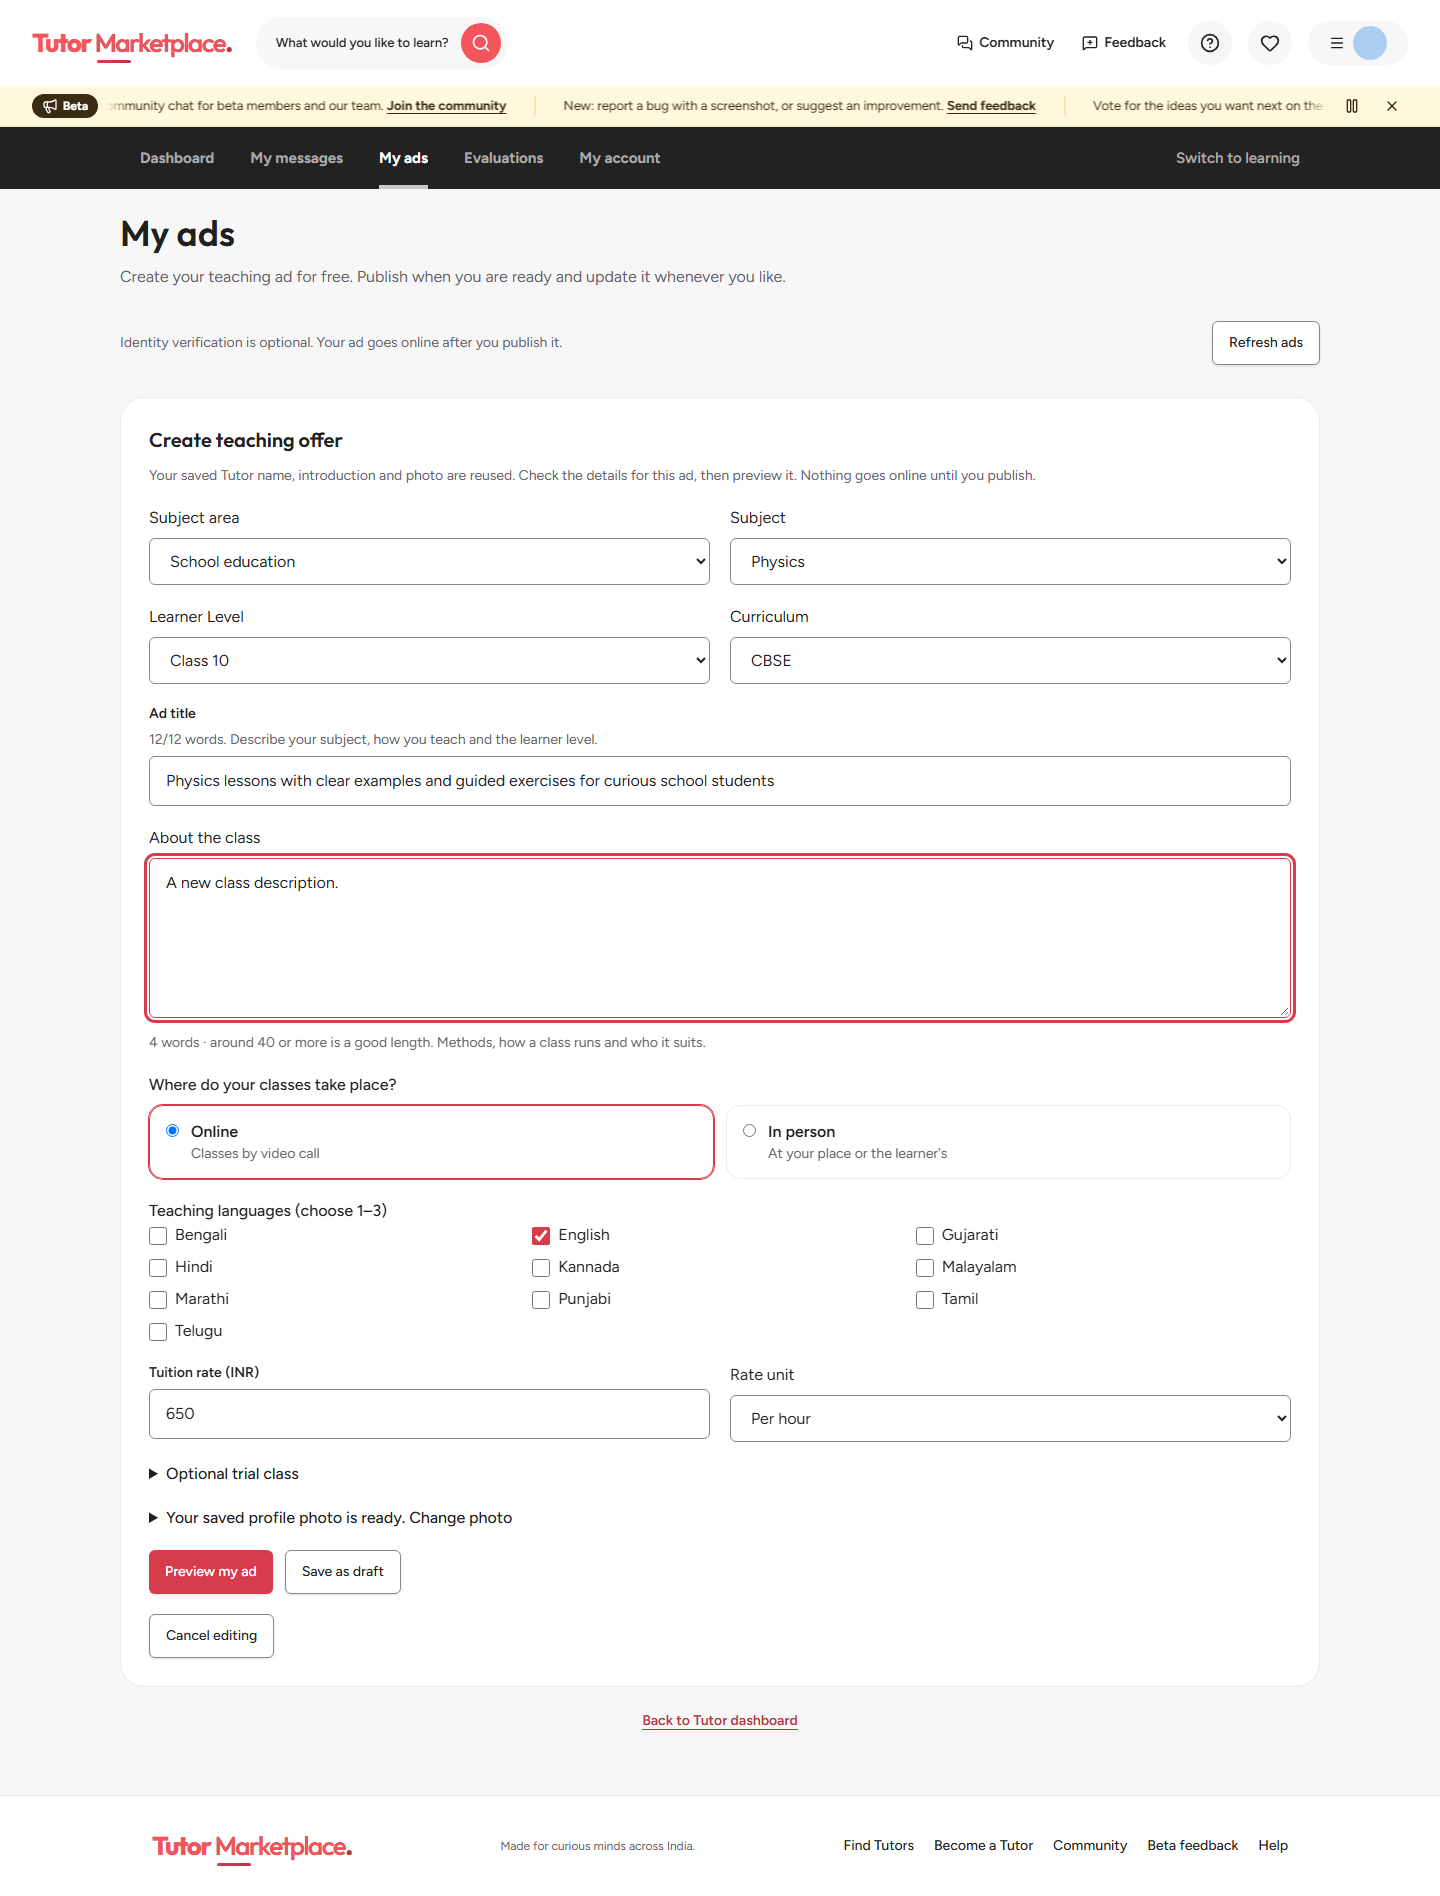 Tutor Marketplace.
What would you like to learn?
Community
Feedback
Beta
ommunity chat for beta members and our team. Join the community
New: report a bug with a screenshot, or suggest an improvement. Send feedback
Vote for the ideas you want next on the
Dashboard
My messages
My ads
Evaluations
My account
Switch to learning
My ads
Create your teaching ad for free. Publish when you are ready and update it whenever you like.
Identity verification is optional. Your ad goes online after you publish it.
Refresh ads
Create teaching offer
Your saved Tutor name, introduction and photo are reused. Check the details for this ad, then preview it. Nothing goes online until you publish.
Subject area
Subject
School education
Physics
Learner Level
Curriculum
Class 10
CBSE
Ad title
12/12 words. Describe your subject, how you teach and the learner level.
Physics lessons with clear examples and guided exercises for curious school students
About the class
A new class description.
4 words · around 40 or more is a good length. Methods, how a class runs and who it suits.
Where do your classes take place?
Online
Classes by video call
In person
At your place or the learner's
Teaching languages (choose 1–3)
Bengali
English
Gujarati
Hindi
Kannada
Malayalam
Marathi
Punjabi
Tamil
Telugu
Tuition rate (INR)
Rate unit
650
Per hour
Optional trial class
Your saved profile photo is ready. Change photo
Preview my ad
Save as draft
Cancel editing
Back to Tutor dashboard
Tutor Marketplace.
Made for curious minds across India.
Find Tutors
Become a Tutor
Community
Beta feedback
Help